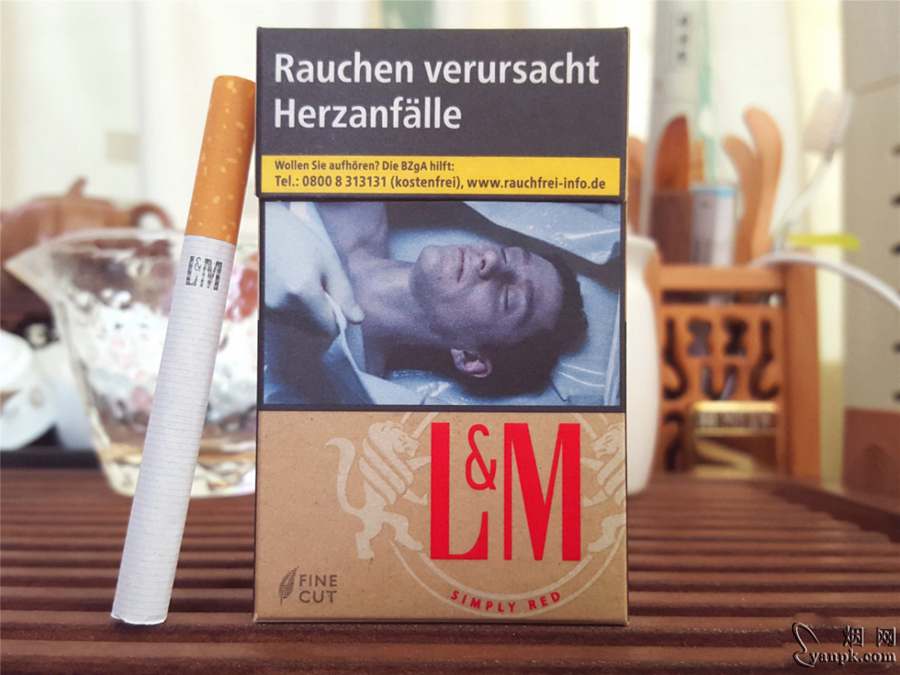 Rauchen verursacht
Herzanfälle
Wollen Sie aufhören? Die BZgA hilft:
Tel.: 0800 8 313131 (kostenfrei), www.rauchfrei-info.de
L&M
L&M
FINE
CUT
SIMPLY RED
烟网
yanpk.com